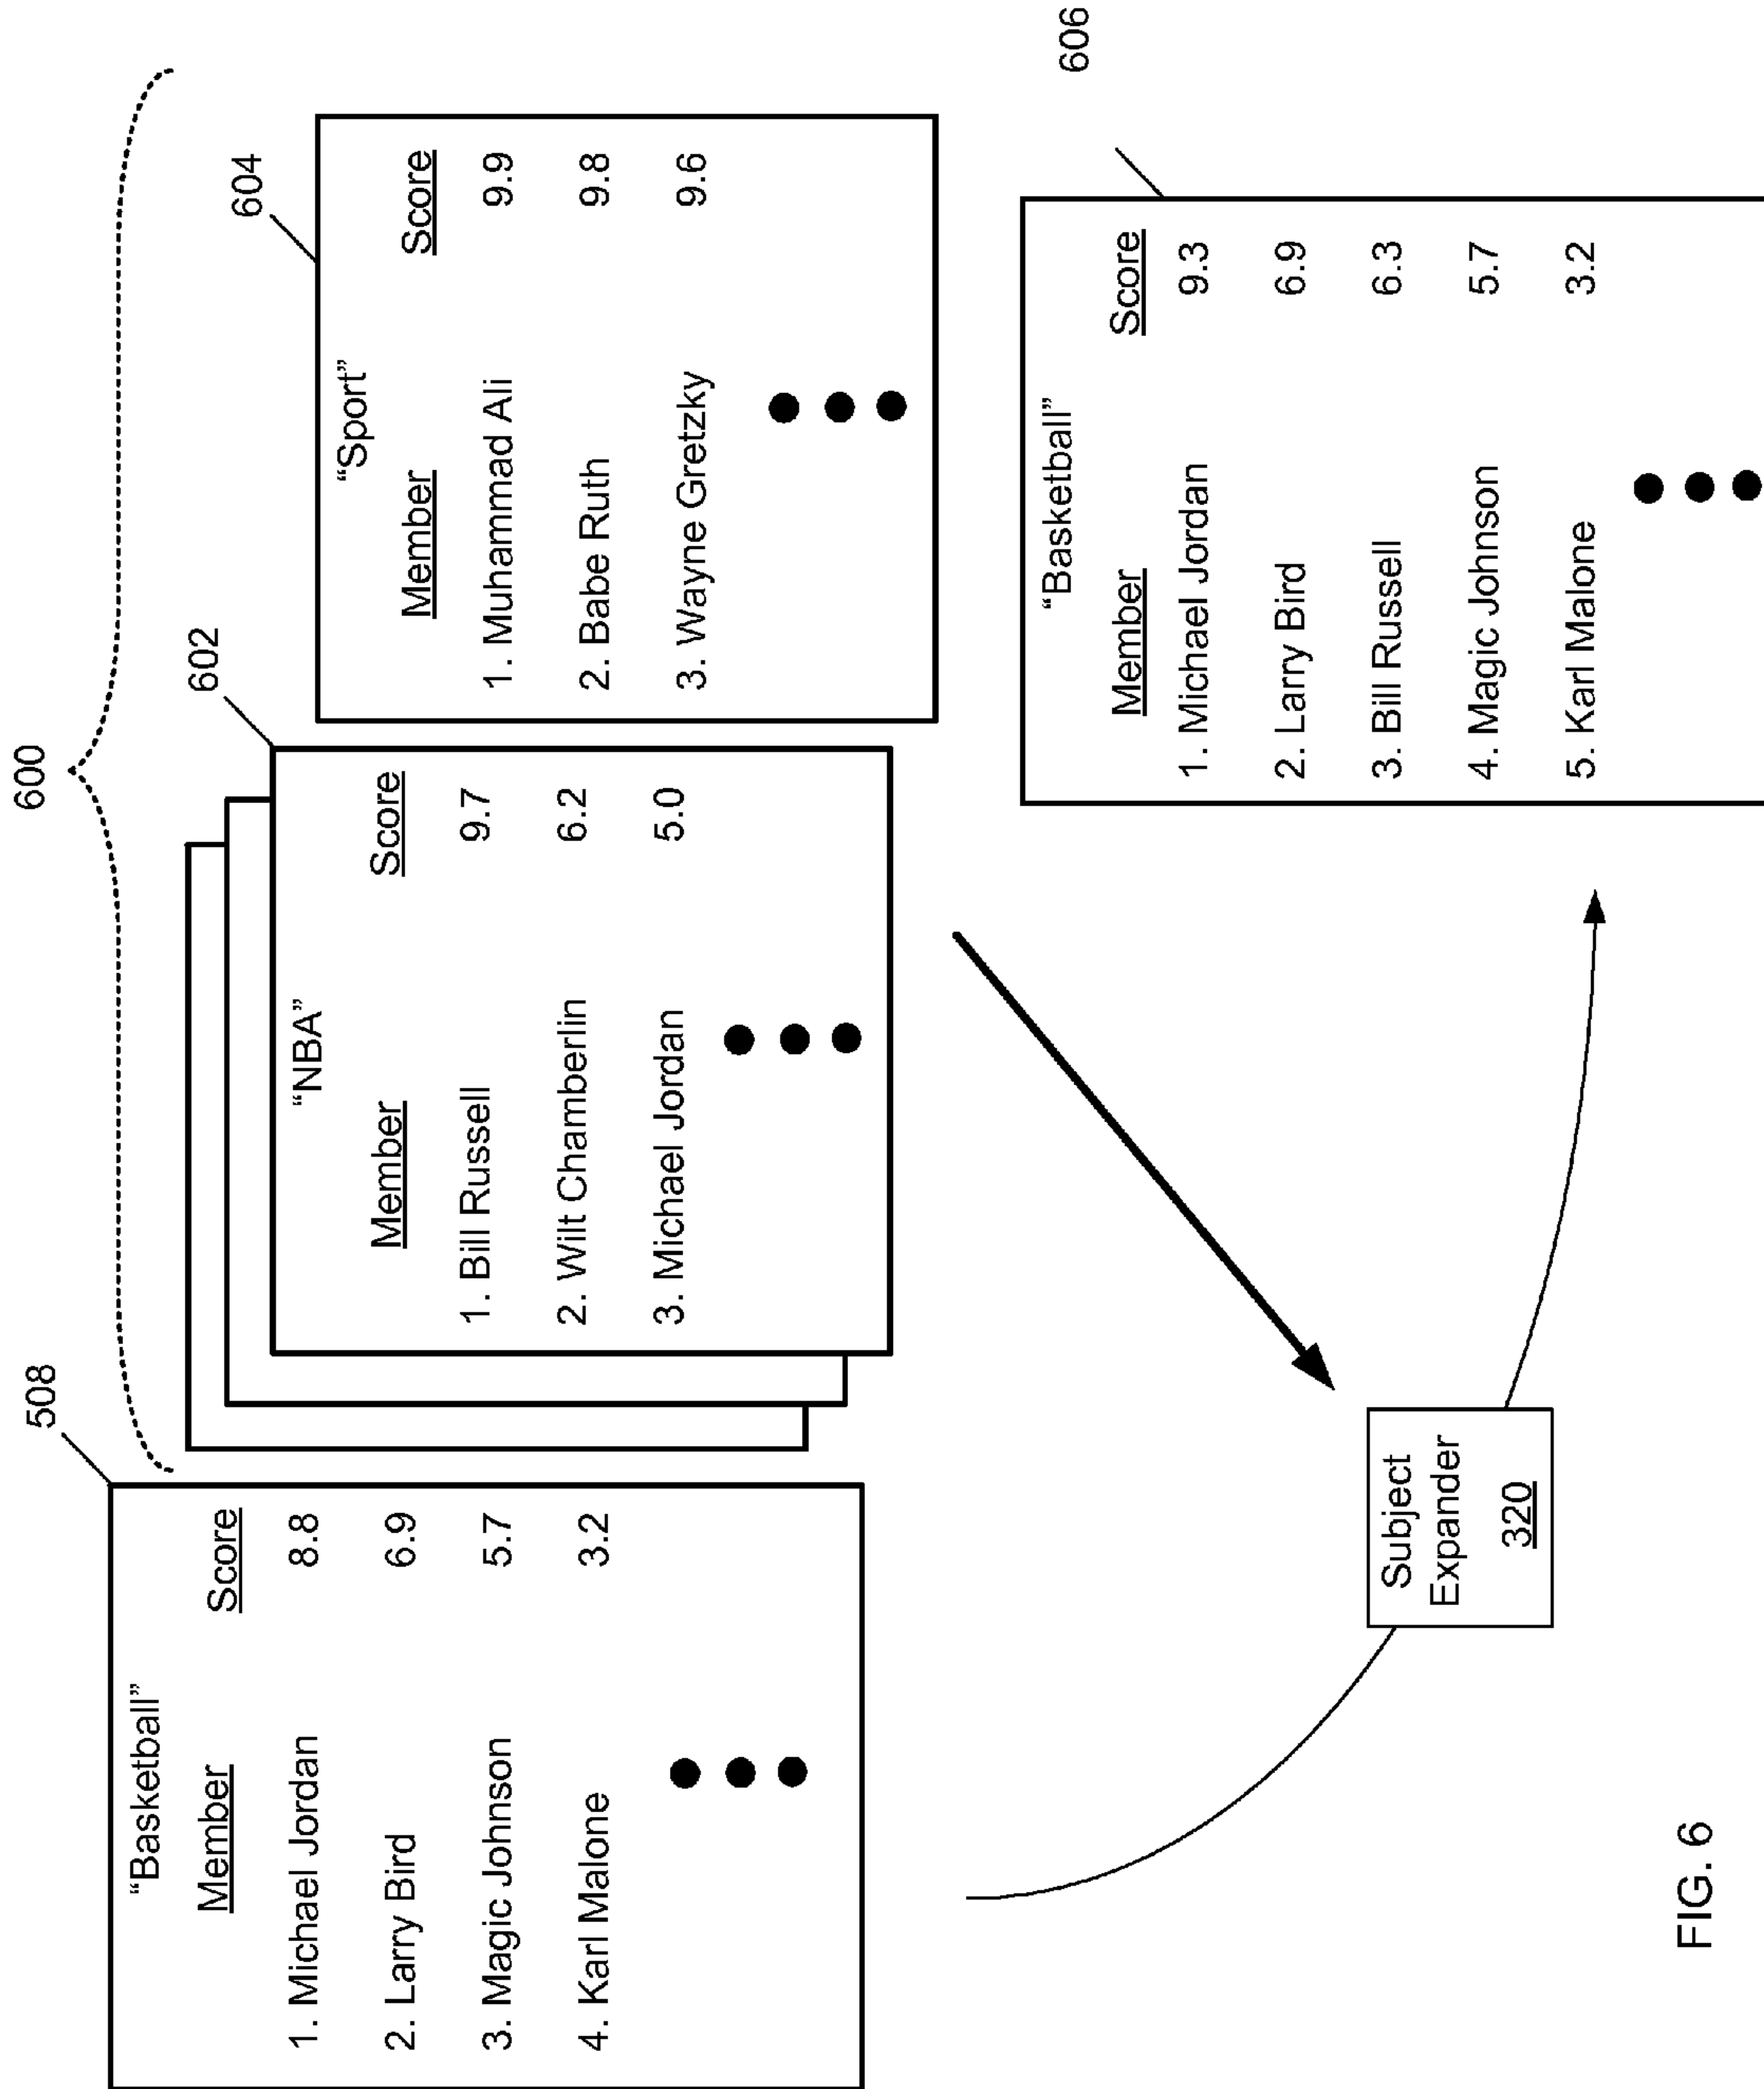 600
508
"Basketball"
Member Score
1. Michael Jordan 8.8
2. Larry Bird 6.9
3. Magic Johnson 5.7
4. Karl Malone 3.2
602
“NBA”
Member Score
1. Bill Russell 9.7
2. Wilt Chamberlin 6.2
3. Michael Jordan 5.0
604
“Sport”
Member Score
1. Muhammad Ali 9.9
2. Babe Ruth 9.8
3. Wayne Gretzky 9.6
Subject
Expander
320
606
“Basketball”
Member Score
1. Michael Jordan 9.3
2. Larry Bird 6.9
3. Bill Russell 6.3
4. Magic Johnson 5.7
5. Karl Malone 3.2
FIG. 6